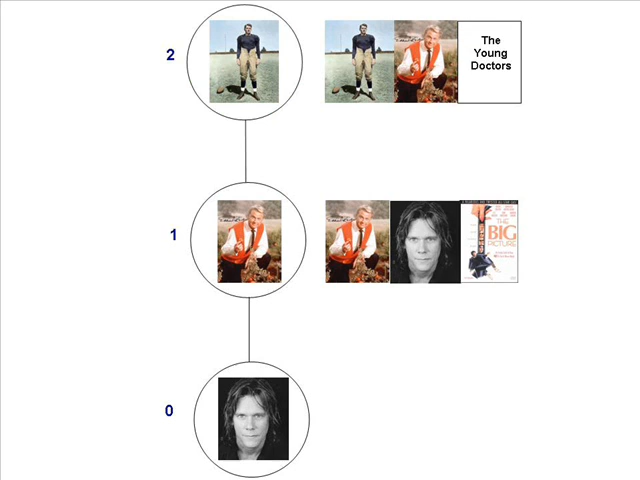 2
The
Young
Doctors
1
THE
BIG
PICTURE
0